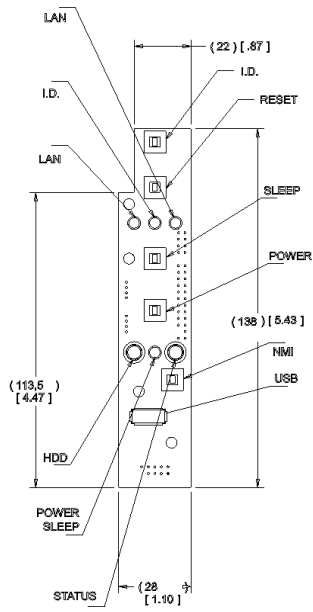 LAN
( 22 ) [ .87 ]
I.D.
I.D.
RESET
LAN
SLEEP
POWER
( 138 ) [ 5.43 ]
NMI
( 113,5 )
[ 4.47 ]
USB
HDD
POWER
SLEEP
( 28 )
[ 1.10 ]
STATUS